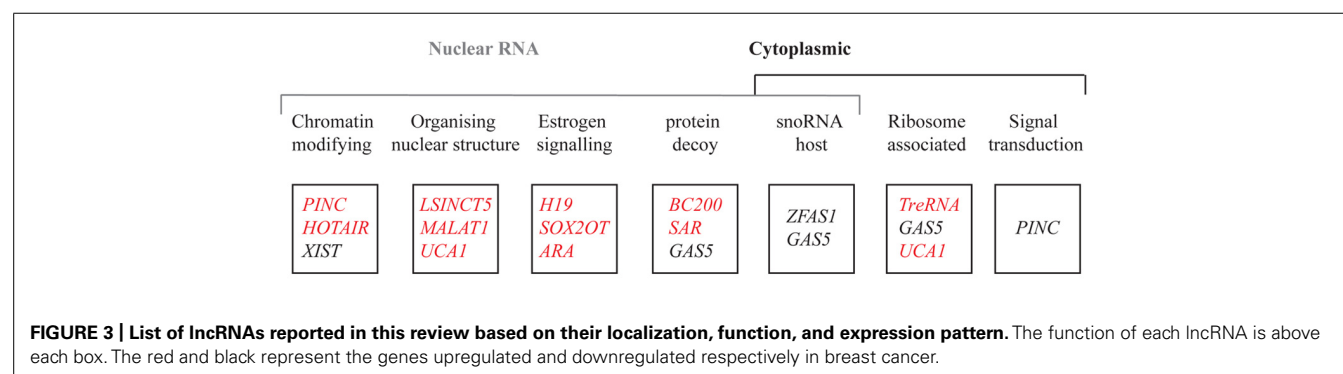 Nuclear RNA
Cytoplasmic
Chromatin modifying
Organising nuclear structure
Estrogen signalling
protein decoy
snoRNA host
Ribosome associated
Signal transduction
PINC
HOTAIR
XIST
LSINCT5
MALAT1
UCA1
H19
SOX2OT
ARA
BC200
SAR
GAS5
ZFAS1
GAS5
TreRNA
GAS5
UCA1
PINC
FIGURE 3 | List of lncRNAs reported in this review based on their localization, function, and expression pattern. The function of each lncRNA is above
each box. The red and black represent the genes upregulated and downregulated respectively in breast cancer.